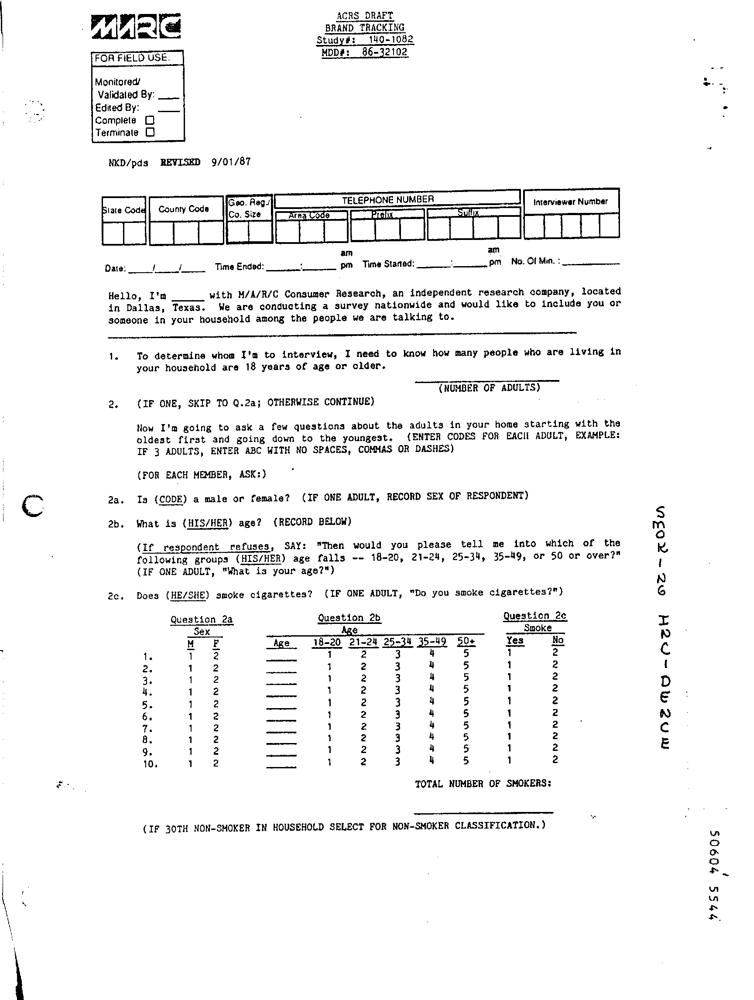 MARC
ACRS DRAFT
BRAND TRACKING
Study#: 140-1082
MDD#: 86-32102
FOR FIELD USE:
Monitored/
Validated By: ____
Edited By: ____
Complete ☐
Terminate ☐
NKD/pds REVISED 9/01/87
State Code County Code Geo. Reg./ Co. Size TELEPHONE NUMBER Interviewer Number
Area Code Prefix Suffix
am am
Date: ___/___/____ Time Ended: _____:_____ pm Time Started: _____:_____ pm No. Of Min. : ________
Hello, I'm _____ with M/A/R/C Consumer Research, an independent research company, located
in Dallas, Texas. We are conducting a survey nationwide and would like to include you or
someone in your household among the people we are talking to.
1. To determine whom I'm to interview, I need to know how many people who are living in
your household are 18 years of age or older.
(NUMBER OF ADULTS)
2. (IF ONE, SKIP TO Q.2a; OTHERWISE CONTINUE)
Now I'm going to ask a few questions about the adults in your home starting with the
oldest first and going down to the youngest. (ENTER CODES FOR EACH ADULT, EXAMPLE:
IF 3 ADULTS, ENTER ABC WITH NO SPACES, COMMAS OR DASHES)
(FOR EACH MEMBER, ASK:)
2a. Is (CODE) a male or female? (IF ONE ADULT, RECORD SEX OF RESPONDENT)
2b. What is (HIS/HER) age? (RECORD BELOW)
(If respondent refuses, SAY: "Then would you please tell me into which of the
following groups (HIS/HER) age falls -- 18-20, 21-24, 25-34, 35-49, or 50 or over?"
(IF ONE ADULT, "What is your age?")
2c. Does (HE/SHE) smoke cigarettes? (IF ONE ADULT, "Do you smoke cigarettes?")
Question 2a Question 2b Question 2c
Sex Age Smoke
M F Age 18-20 21-24 25-34 35-49 50+ Yes No
1. 1 2 ____ 1 2 3 4 5 1 2
2. 1 2 ____ 1 2 3 4 5 1 2
3. 1 2 ____ 1 2 3 4 5 1 2
4. 1 2 ____ 1 2 3 4 5 1 2
5. 1 2 ____ 1 2 3 4 5 1 2
6. 1 2 ____ 1 2 3 4 5 1 2
7. 1 2 ____ 1 2 3 4 5 1 2
8. 1 2 ____ 1 2 3 4 5 1 2
9. 1 2 ____ 1 2 3 4 5 1 2
10. 1 2 ____ 1 2 3 4 5 1 2
TOTAL NUMBER OF SMOKERS:
(IF 30TH NON-SMOKER IN HOUSEHOLD SELECT FOR NON-SMOKER CLASSIFICATION.)
SMOKING INCIDENCE
50604 5544